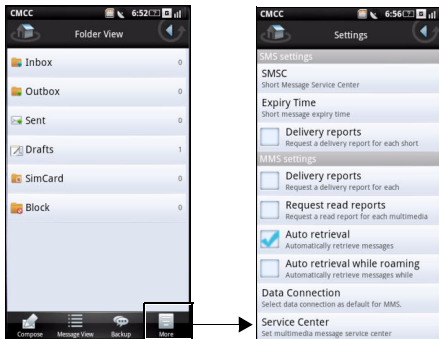 CMCC 6:52
Folder View
Inbox 0
Outbox 0
Sent 0
Drafts 1
SimCard 0
Block 0
Compose Message View Backup More
CMCC 6:56
Settings
SMS settings
SMSC
Short Message Service Center
Expiry Time
Short message expiry time
Delivery reports
Request a delivery report for each short
MMS settings
Delivery reports
Request a delivery report for each
Request read reports
Request a read report for each multimedia
Auto retrieval
Automatically retrieve messages
Auto retrieval while roaming
Automatically retrieve messages while
Data Connection
Select data connection as default for MMS.
Service Center
Set multimedia message service center